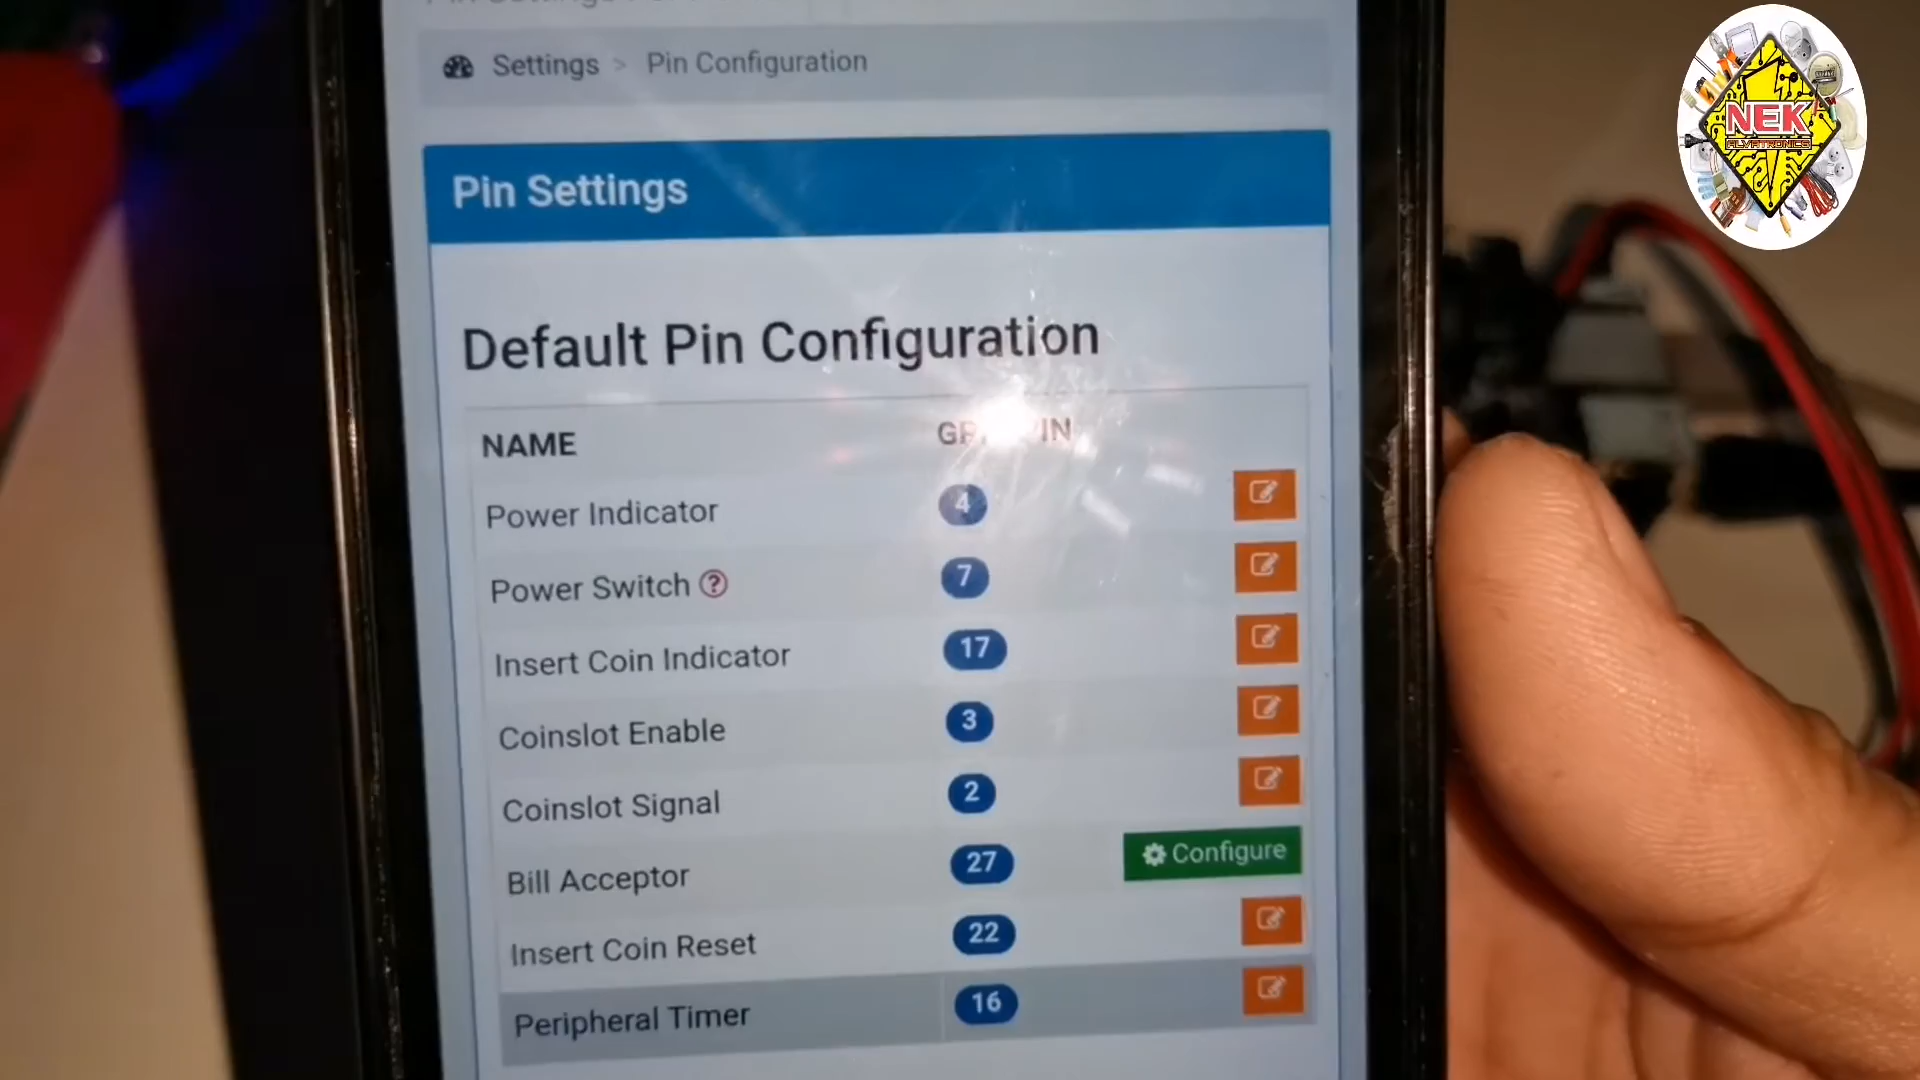 Settings > Pin Configuration
Pin Settings
Default Pin Configuration
NAME
Power Indicator 4
Power Switch ? 7
Insert Coin Indicator 17
Coinslot Enable 3
Coinslot Signal 2
Bill Acceptor 27 Configure
Insert Coin Reset 22
Peripheral Timer 16
NEK
ALVATRONICS